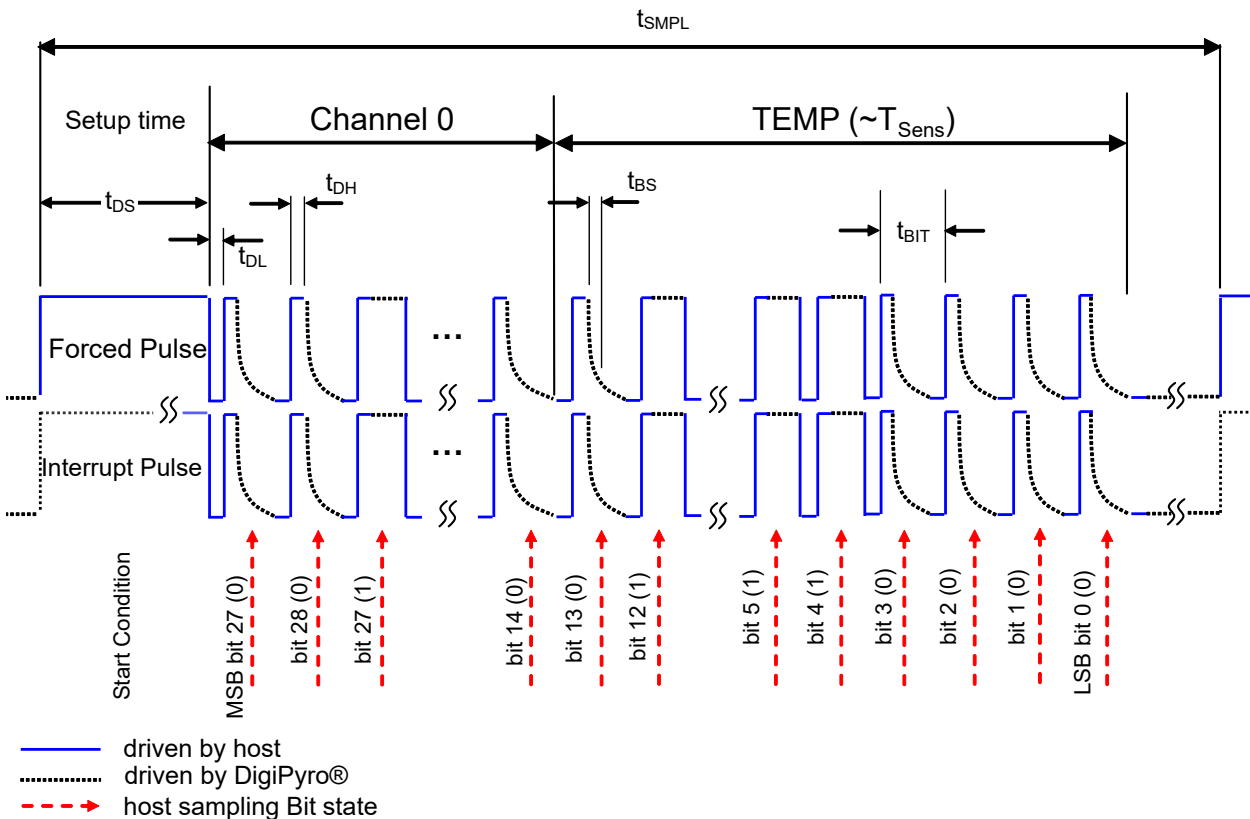 tSMPL
Setup time
Channel 0
TEMP (~TSens)
tDS
tDH
tBS
tDL
tBIT
Forced Pulse
...
Interrupt Pulse
...
Start Condition
MSB bit 27 (0)
bit 28 (0)
bit 27 (1)
bit 14 (0)
bit 13 (0)
bit 12 (1)
bit 5 (1)
bit 4 (1)
bit 3 (0)
bit 2 (0)
bit 1 (0)
LSB bit 0 (0)
driven by host
driven by DigiPyro®
host sampling Bit state